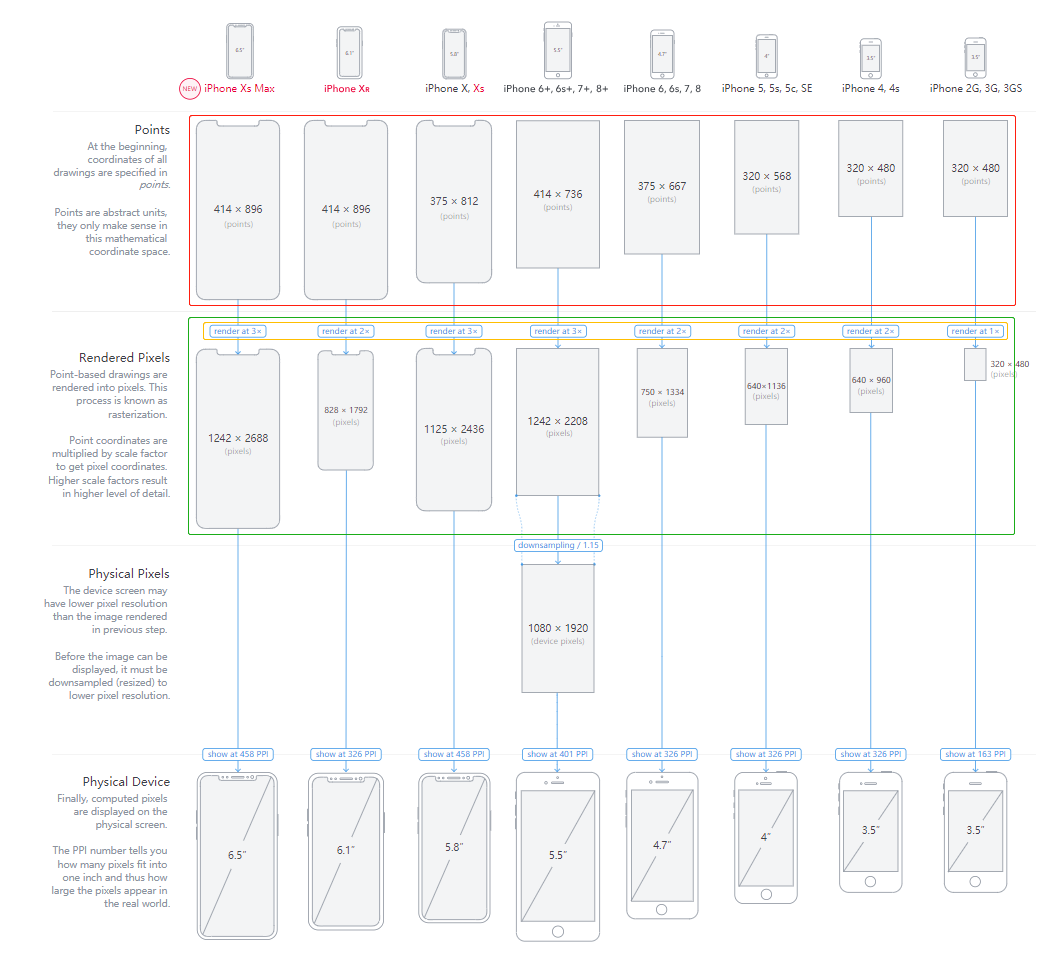 6.5"
6.1"
5.8"
5.5"
4.7"
4"
3.5"
3.5"
NEW iPhone Xs Max
iPhone XR
iPhone X, Xs
iPhone 6+, 6s+, 7+, 8+
iPhone 6, 6s, 7, 8
iPhone 5, 5s, 5c, SE
iPhone 4, 4s
iPhone 2G, 3G, 3GS
Points
At the beginning,
coordinates of all
drawings are specified in
points.
Points are abstract units,
they only make sense in
this mathematical
coordinate space.
414 × 896
(points)
414 × 896
(points)
375 × 812
(points)
414 × 736
(points)
375 × 667
(points)
320 × 568
(points)
320 × 480
(points)
320 × 480
(points)
render at 3×
render at 2×
render at 3×
render at 3×
render at 2×
render at 2×
render at 2×
render at 1×
Rendered Pixels
Point-based drawings are
rendered into pixels. This
process is known as
rasterization.
Point coordinates are
multiplied by scale factor
to get pixel coordinates.
Higher scale factors result
in higher level of detail.
1242 × 2688
(pixels)
828 × 1792
(pixels)
1125 × 2436
(pixels)
1242 × 2208
(pixels)
750 × 1334
(pixels)
640×1136
(pixels)
640 × 960
(pixels)
320 × 480
(pixels)
downsampling / 1.15
Physical Pixels
The device screen may
have lower pixel resolution
than the image rendered
in previous step.
Before the image can be
displayed, it must be
downsampled (resized) to
lower pixel resolution.
1080 × 1920
(device pixels)
show at 458 PPI
show at 326 PPI
show at 458 PPI
show at 401 PPI
show at 326 PPI
show at 326 PPI
show at 326 PPI
show at 163 PPI
Physical Device
Finally, computed pixels
are displayed on the
physical screen.
The PPI number tells you
how many pixels fit into
one inch and thus how
large the pixels appear in
the real world.
6.5"
6.1"
5.8"
5.5"
4.7"
4"
3.5"
3.5"